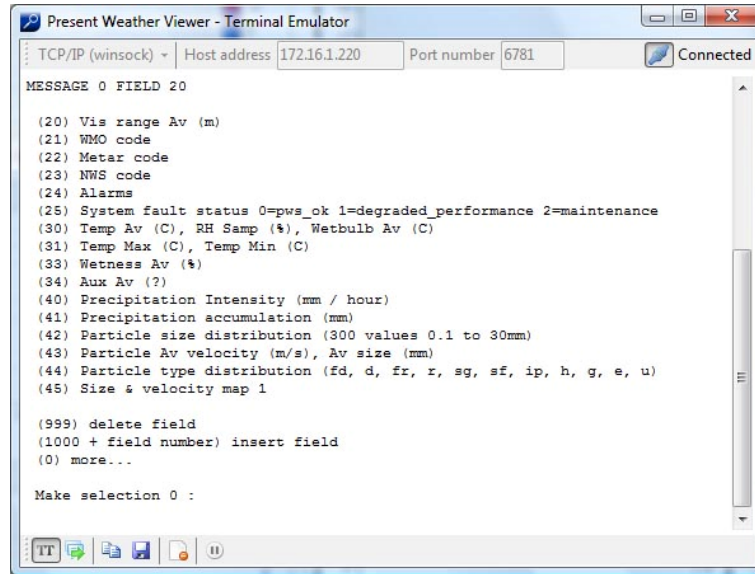 Present Weather Viewer - Terminal Emulator
TCP/IP (winsock) Host address 172.16.1.220 Port number 6781 Connected
MESSAGE 0 FIELD 20
(20) Vis range Av (m)
(21) WMO code
(22) Metar code
(23) NWS code
(24) Alarms
(25) System fault status 0=pws_ok 1=degraded_performance 2=maintenance
(30) Temp Av (C), RH Samp (%), Wetbulb Av (C)
(31) Temp Max (C), Temp Min (C)
(33) Wetness Av (%)
(34) Aux Av (?)
(40) Precipitation Intensity (mm / hour)
(41) Precipitation accumulation (mm)
(42) Particle size distribution (300 values 0.1 to 30mm)
(43) Particle Av velocity (m/s), Av size (mm)
(44) Particle type distribution (fd, d, fr, r, sg, sf, ip, h, g, e, u)
(45) Size & velocity map 1
(999) delete field
(1000 + field number) insert field
(0) more...
Make selection 0 :
TT